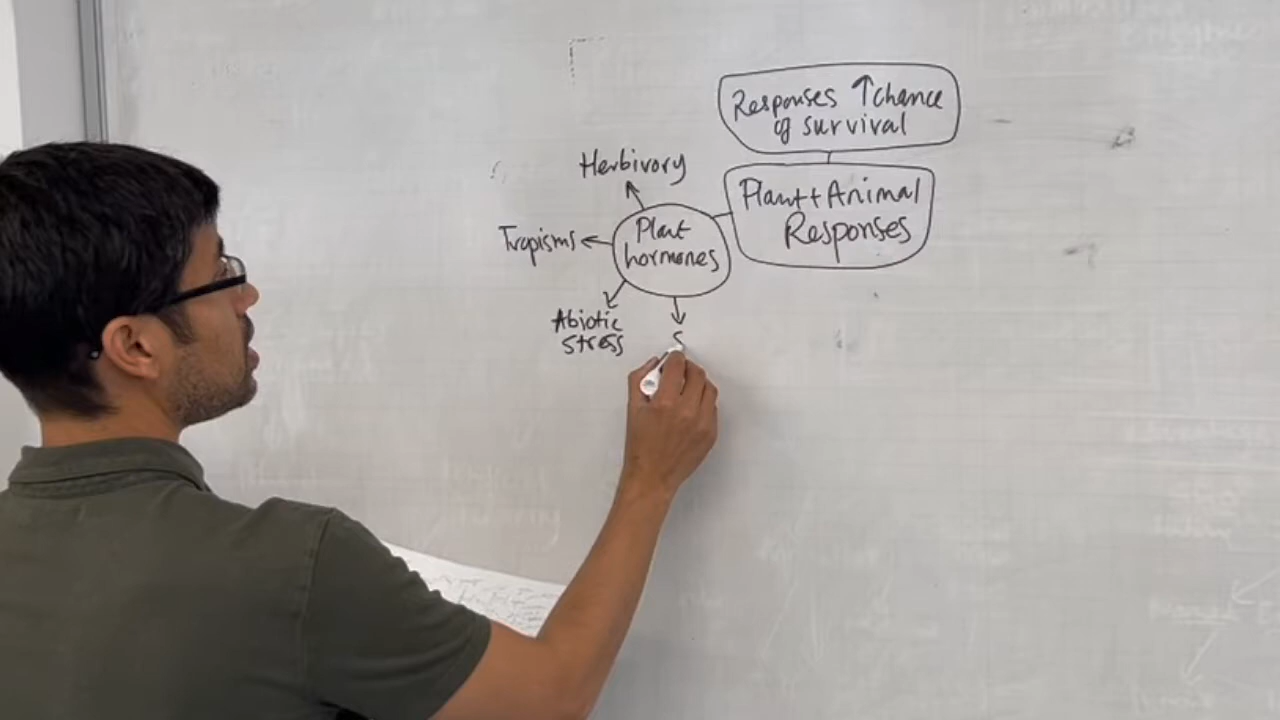 Responses ↑chance
of survival
Herbivory
Plant + Animal
Responses
Tropisms
Plant
hormones
Abiotic
stress
S